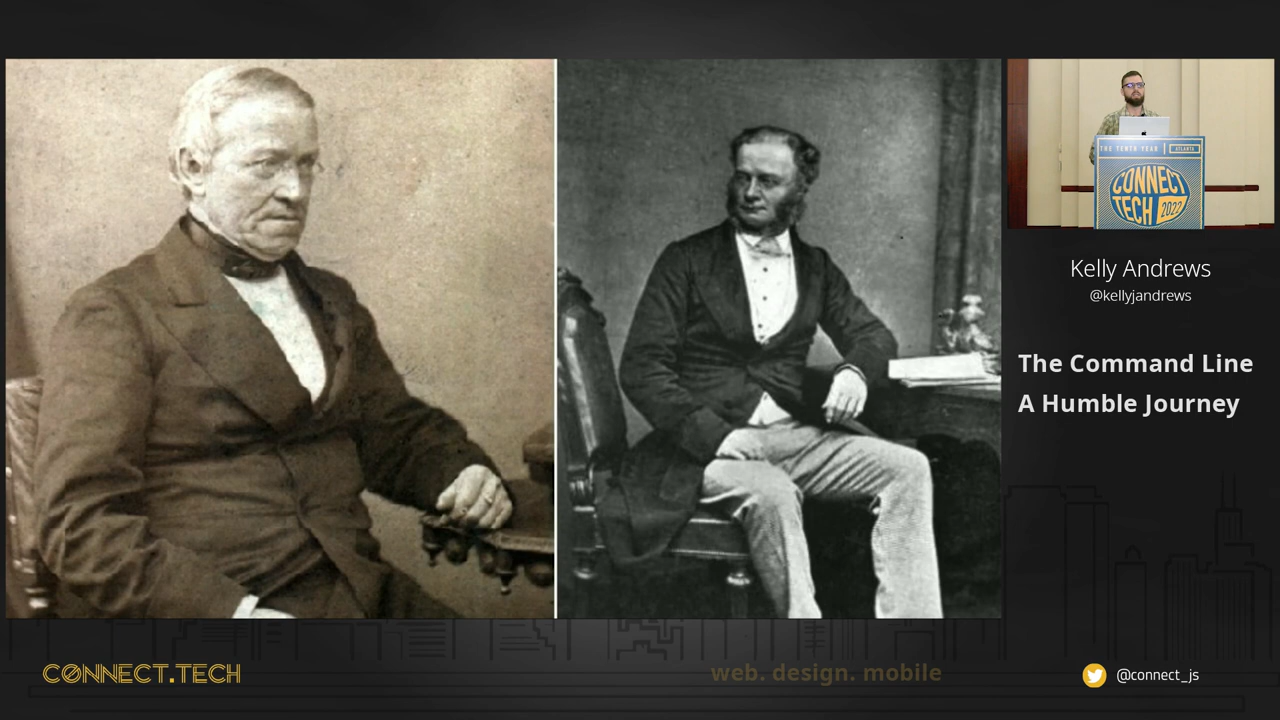 THE TENTH YEAR | ATLANTA
CONNECT
TECH 2022
Kelly Andrews
@kellyjandrews
The Command Line
A Humble Journey
CONNECT.TECH
web. design. mobile
@connect_js